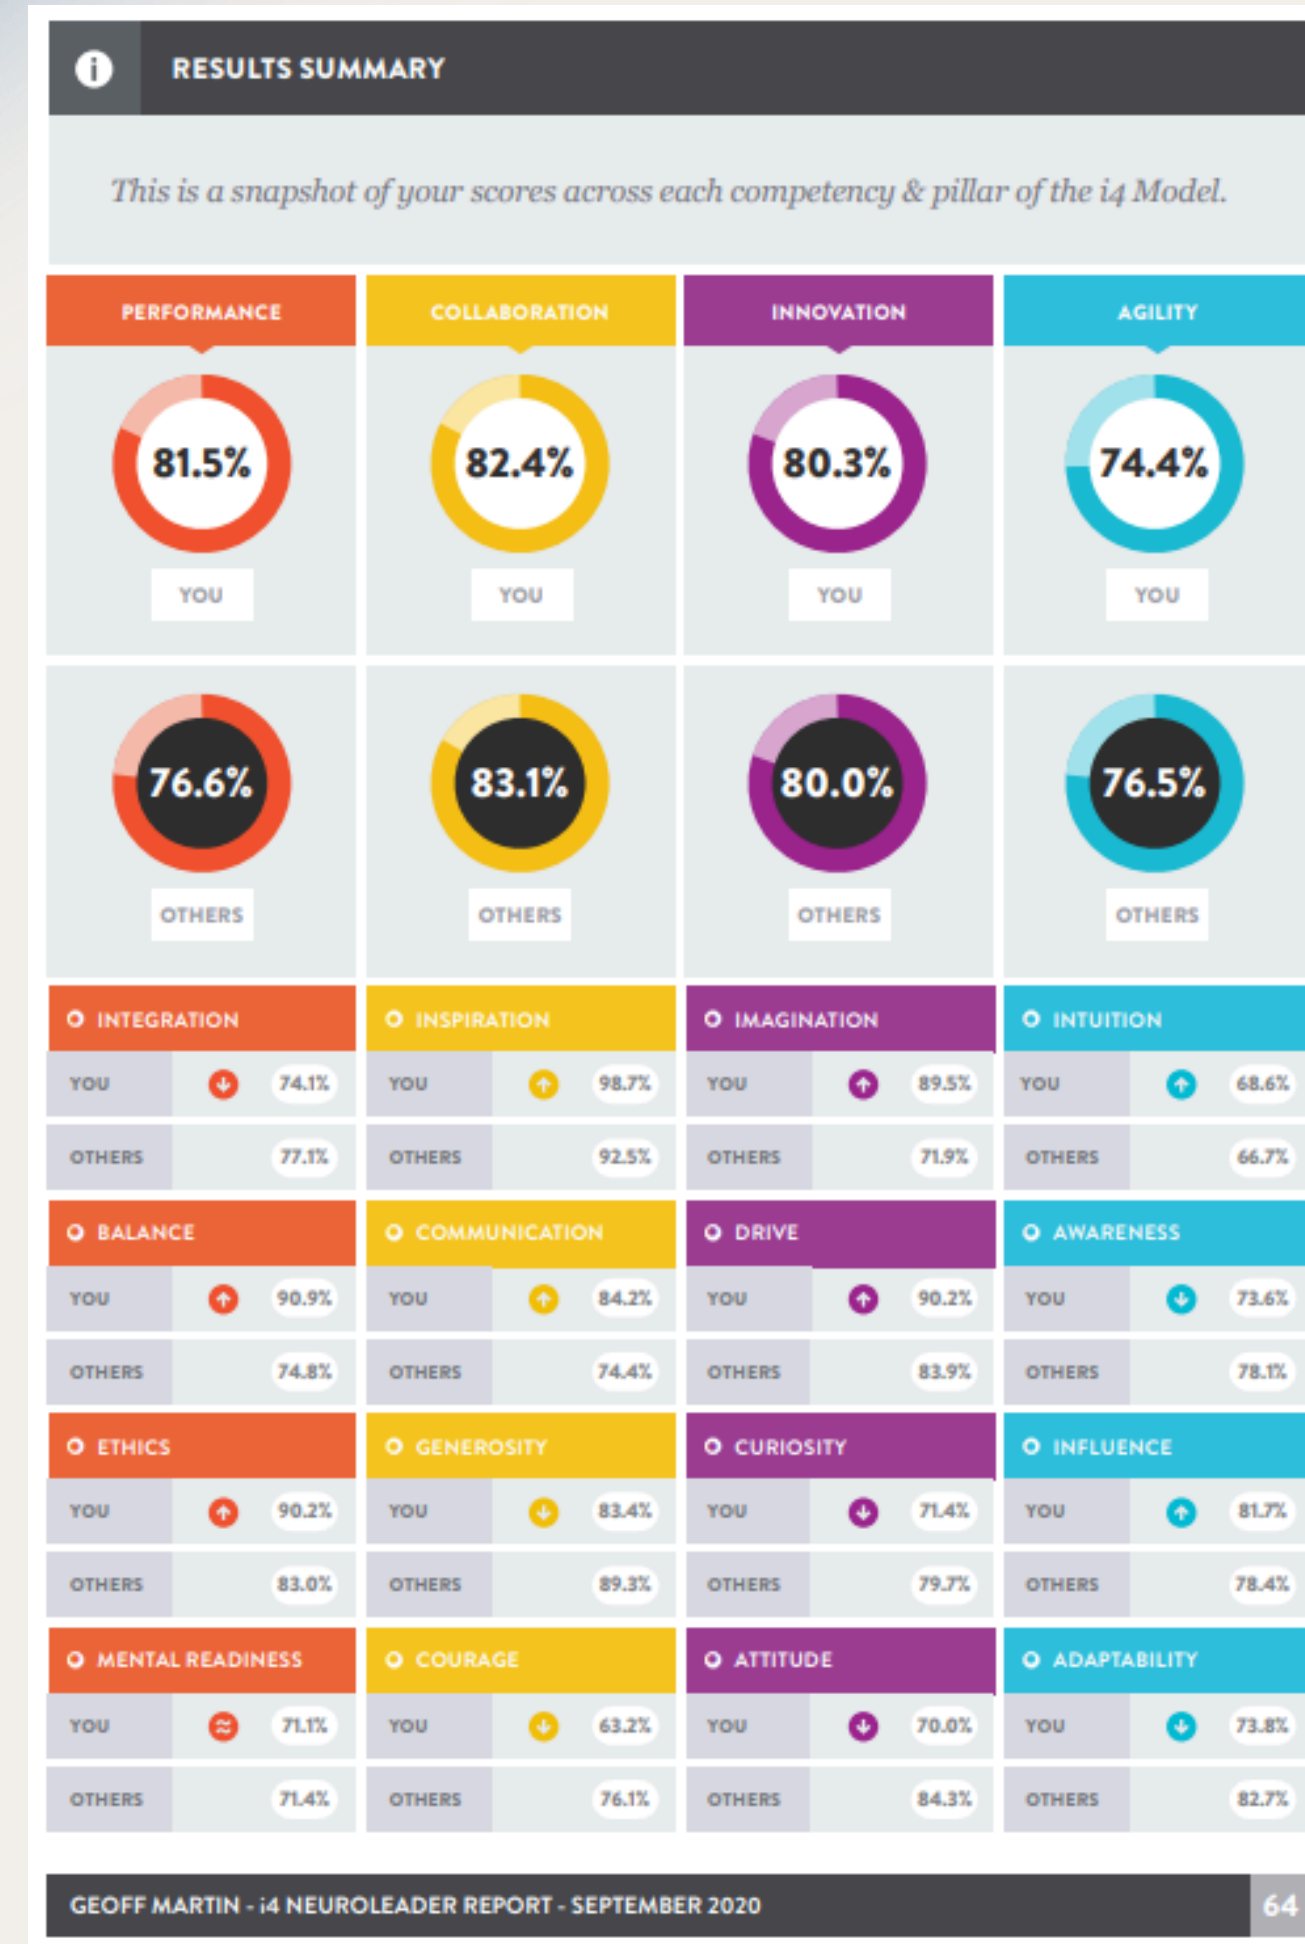 i RESULTS SUMMARY
This is a snapshot of your scores across each competency & pillar of the i4 Model.
PERFORMANCE COLLABORATION INNOVATION AGILITY
81.5% 82.4% 80.3% 74.4%
YOU YOU YOU YOU
76.6% 83.1% 80.0% 76.5%
OTHERS OTHERS OTHERS OTHERS
INTEGRATION INSPIRATION IMAGINATION INTUITION
YOU 74.1% YOU 98.7% YOU 89.5% YOU 68.6%
OTHERS 77.1% OTHERS 92.5% OTHERS 71.9% OTHERS 66.7%
BALANCE COMMUNICATION DRIVE AWARENESS
YOU 90.9% YOU 84.2% YOU 90.2% YOU 73.6%
OTHERS 74.8% OTHERS 74.4% OTHERS 83.9% OTHERS 78.1%
ETHICS GENEROSITY CURIOSITY INFLUENCE
YOU 90.2% YOU 83.4% YOU 71.4% YOU 81.7%
OTHERS 83.0% OTHERS 89.3% OTHERS 79.7% OTHERS 78.4%
MENTAL READINESS COURAGE ATTITUDE ADAPTABILITY
YOU 71.1% YOU 63.2% YOU 70.0% YOU 73.8%
OTHERS 71.4% OTHERS 76.1% OTHERS 84.3% OTHERS 82.7%
GEOFF MARTIN - i4 NEUROLEADER REPORT - SEPTEMBER 2020 64